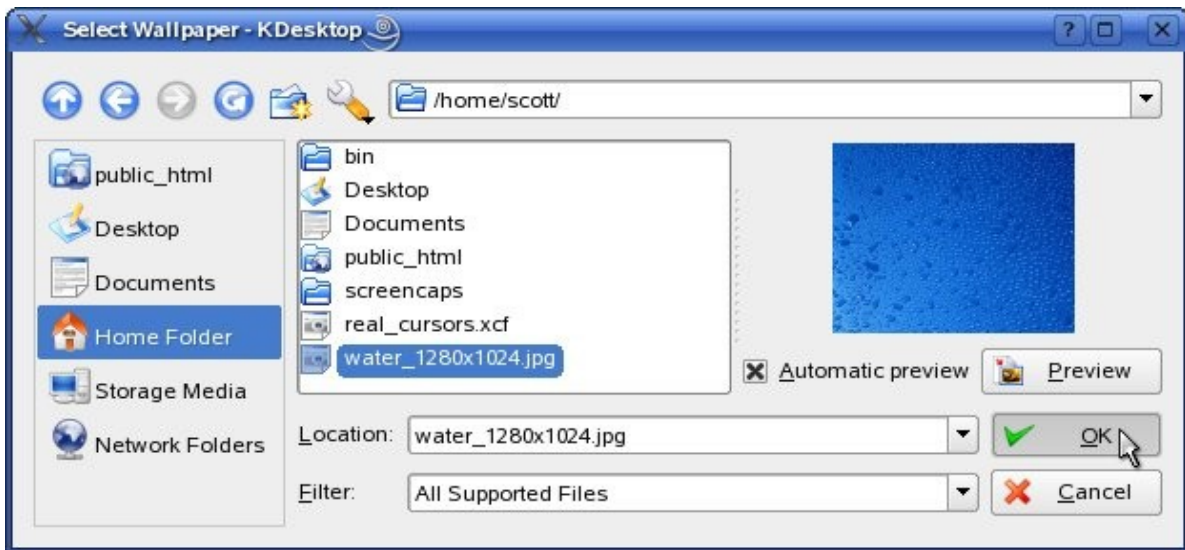 Select Wallpaper - KDesktop
/home/scott/
public_html
Desktop
Documents
Home Folder
Storage Media
Network Folders
bin
Desktop
Documents
public_html
screencaps
real_cursors.xcf
water_1280x1024.jpg
Automatic preview
Preview
Location:
water_1280x1024.jpg
OK
Filter:
All Supported Files
Cancel